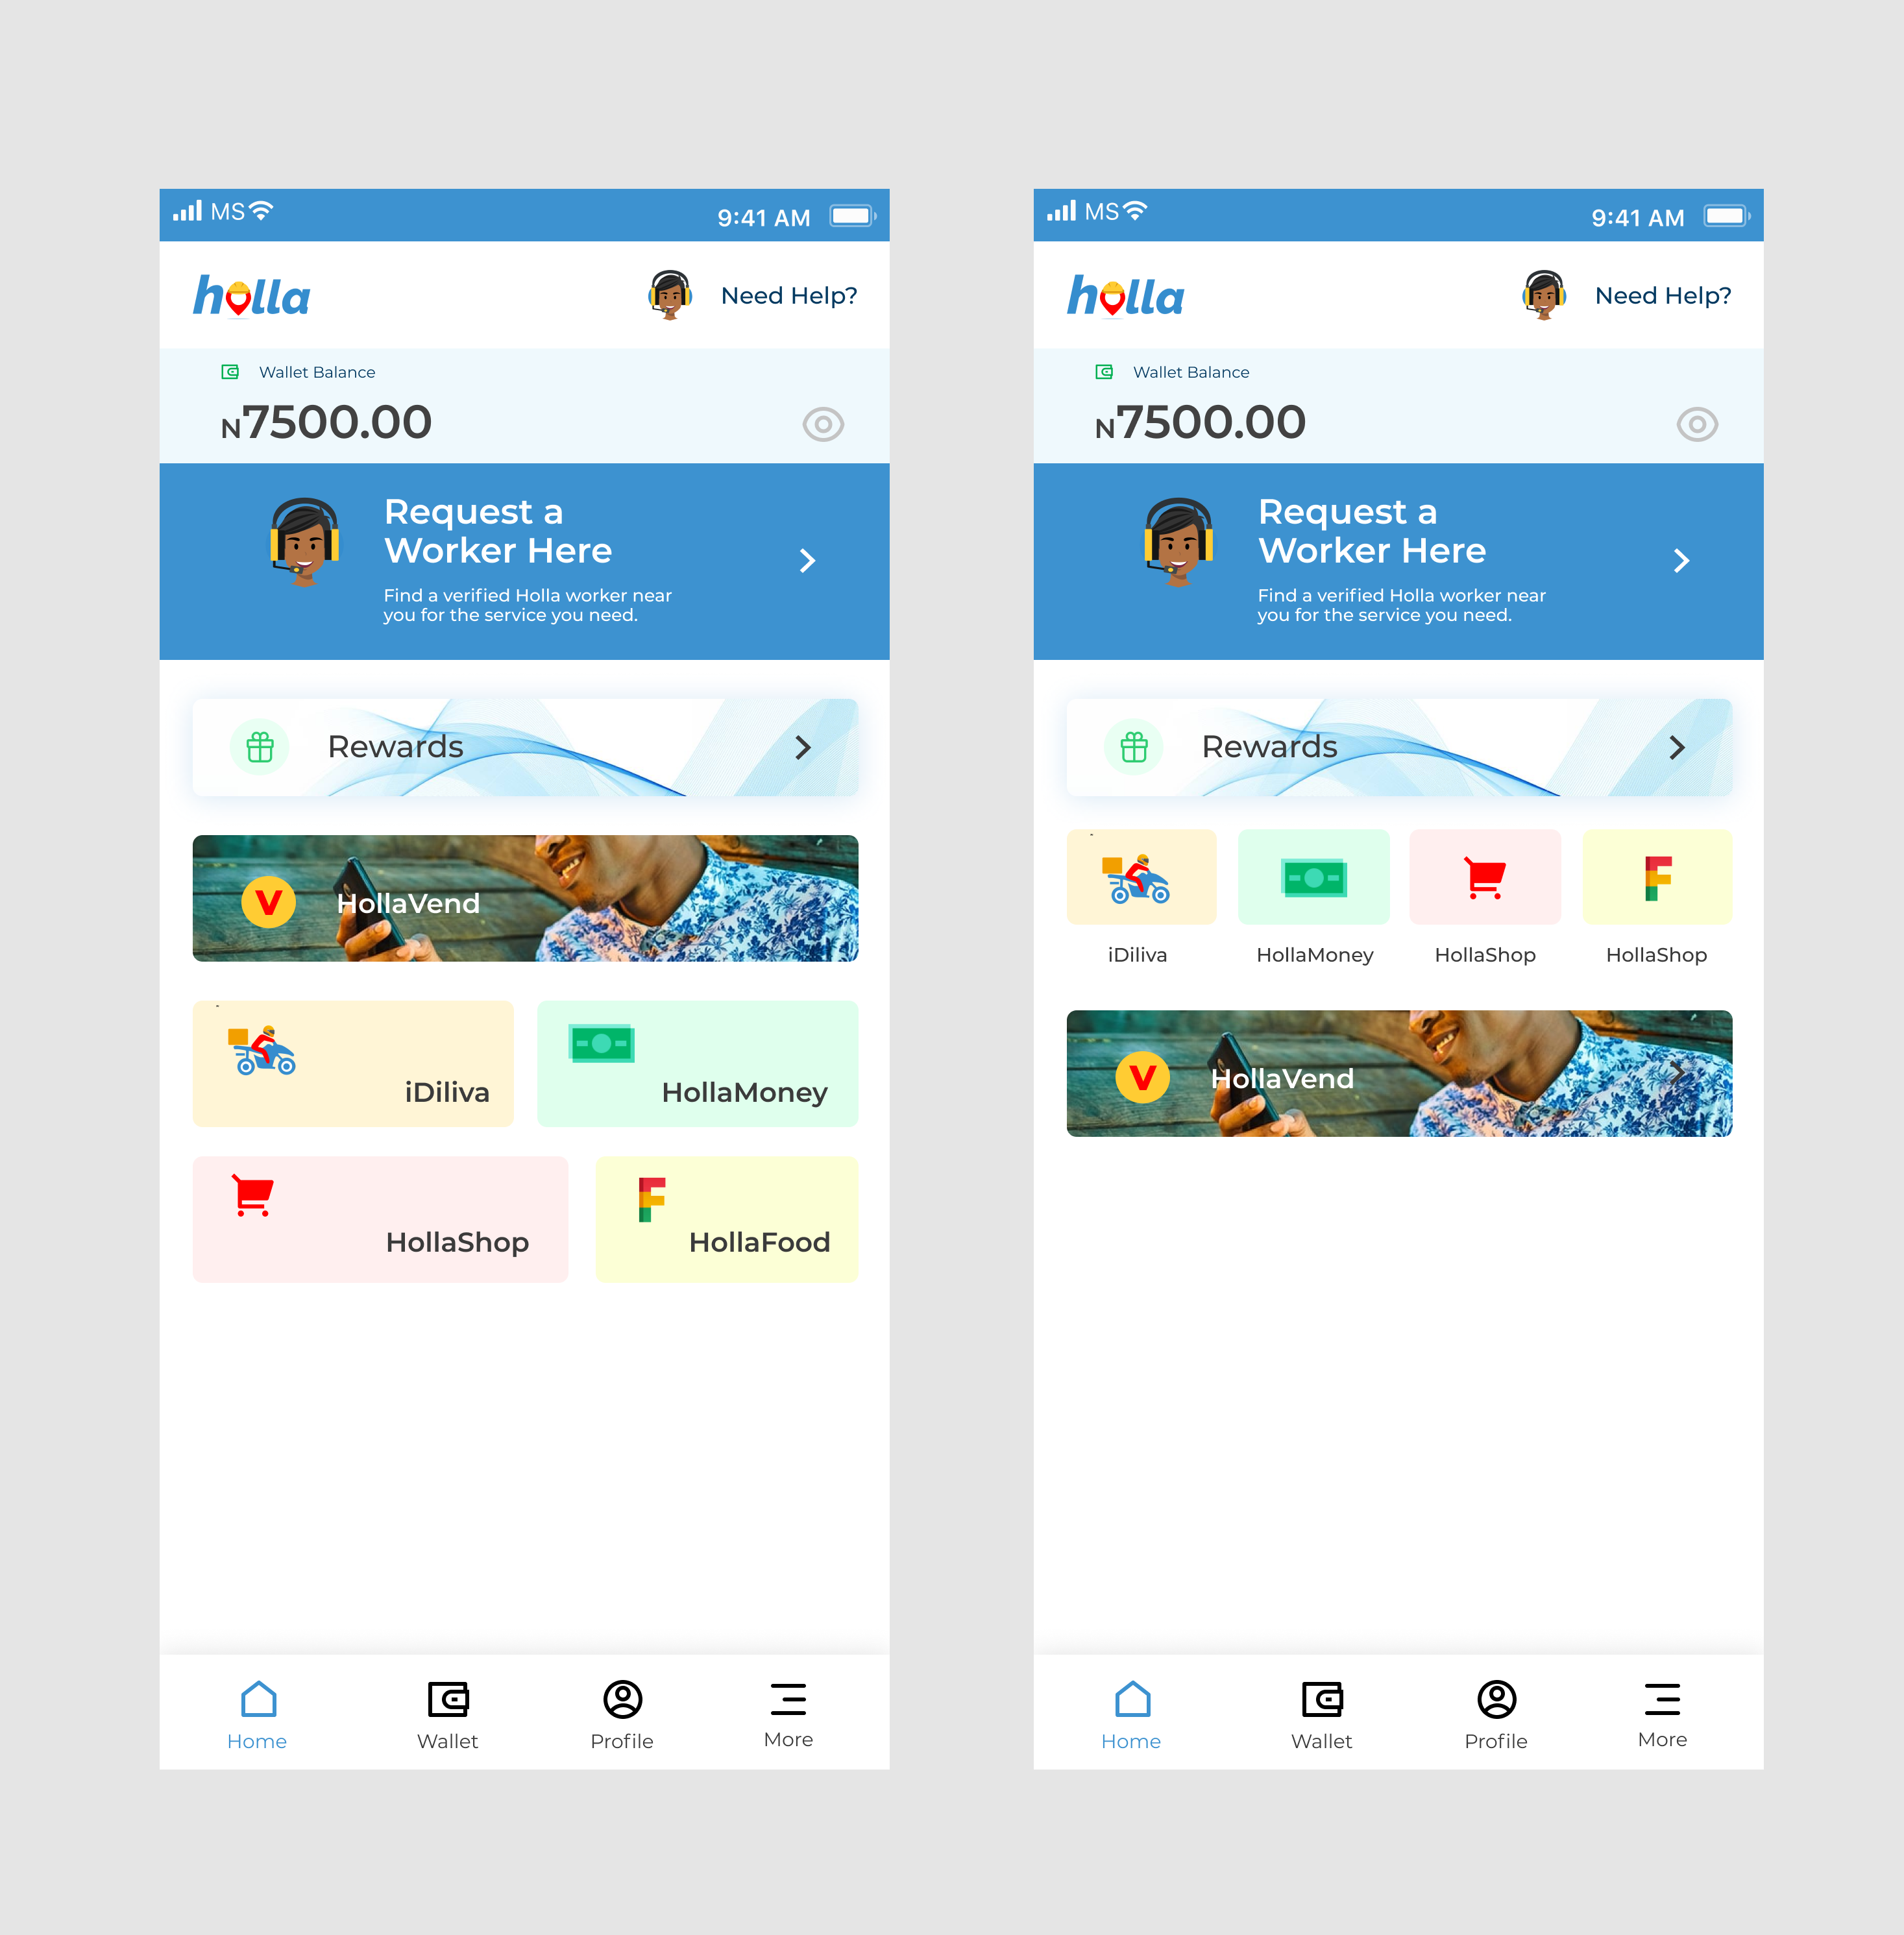 MS
9:41 AM
holla
Need Help?
Wallet Balance
N7500.00
Request a
Worker Here
Find a verified Holla worker near
you for the service you need.
Rewards
V
HollaVend
iDiliva
HollaMoney
HollaShop
F
HollaFood
Home
Wallet
Profile
More
MS
9:41 AM
holla
Need Help?
Wallet Balance
N7500.00
Request a
Worker Here
Find a verified Holla worker near
you for the service you need.
Rewards
F
iDiliva
HollaMoney
HollaShop
HollaShop
V
HollaVend
Home
Wallet
Profile
More